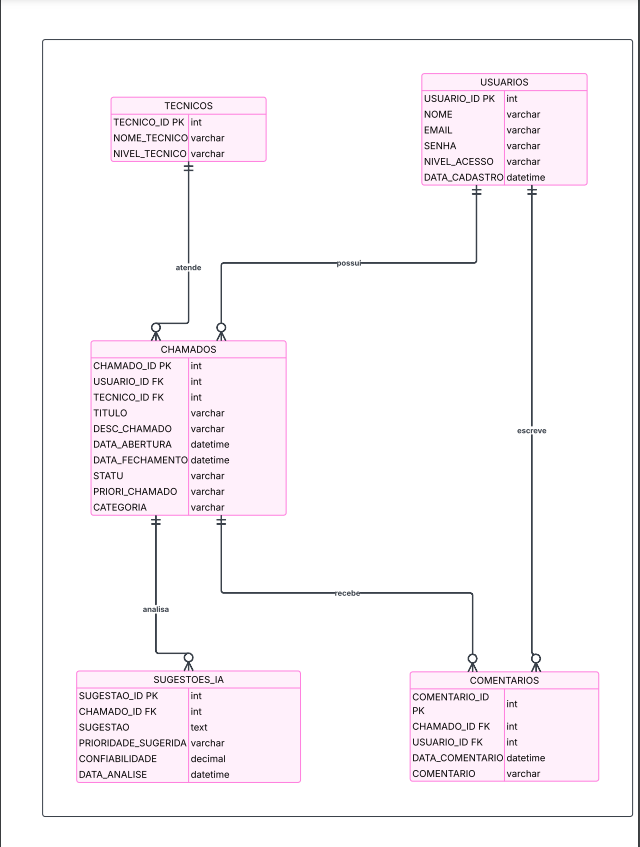 USUARIOS
USUARIO_ID PK int
NOME varchar
EMAIL varchar
SENHA varchar
NIVEL_ACESSO varchar
DATA_CADASTRO datetime
TECNICOS
TECNICO_ID PK int
NOME_TECNICO varchar
NIVEL_TECNICO varchar
atende
possui
CHAMADOS
CHAMADO_ID PK int
USUARIO_ID FK int
TECNICO_ID FK int
TITULO varchar
DESC_CHAMADO varchar
DATA_ABERTURA datetime
DATA_FECHAMENTO datetime
STATU varchar
PRIORI_CHAMADO varchar
CATEGORIA varchar
escreve
recebe
analisa
SUGESTOES_IA
SUGESTAO_ID PK int
CHAMADO_ID FK int
SUGESTAO text
PRIORIDADE_SUGERIDA varchar
CONFIABILIDADE decimal
DATA_ANALISE datetime
COMENTARIOS
COMENTARIO_ID
PK int
CHAMADO_ID FK int
USUARIO_ID FK int
DATA_COMENTARIO datetime
COMENTARIO varchar